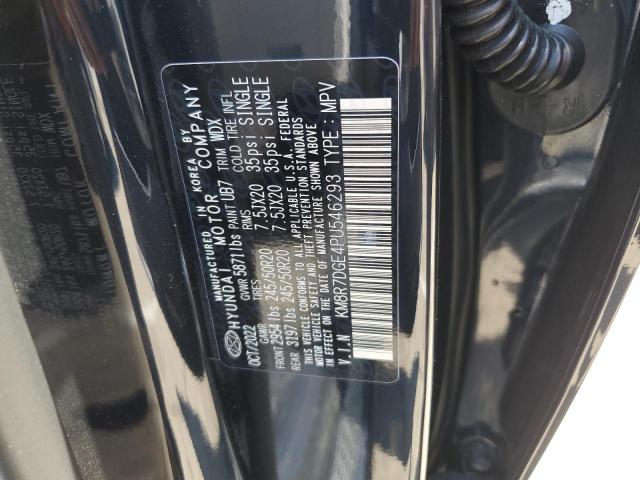 MANUFACTURED IN KOREA BY
HYUNDAI MOTOR COMPANY
OCT/2022 GVWR 5871 lbs PAINT UB7 TRIM MDX
GAWR TIRES RIMS COLD TIRE INFL
FRONT 2954 lbs 245/50R20 7.5JX20 35psi SINGLE
REAR 3197 lbs 245/50R20 7.5JX20 35psi SINGLE
THIS VEHICLE CONFORMS TO ALL APPLICABLE U.S.A. FEDERAL
MOTOR VEHICLE SAFETY AND THEFT PREVENTION STANDARDS
IN EFFECT ON THE DATE OF MANUFACTURE SHOWN ABOVE
V.I.N KM8R7DGE4PU546293 TYPE : MPV